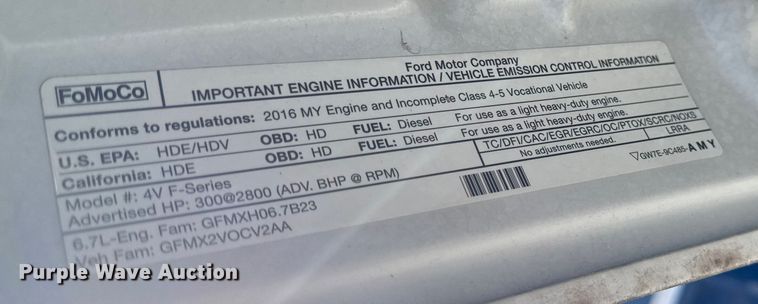 Ford Motor Company
FoMoCo
IMPORTANT ENGINE INFORMATION / VEHICLE EMISSION CONTROL INFORMATION
Conforms to regulations: 2016 MY Engine and Incomplete Class 4-5 Vocational Vehicle
U.S. EPA: HDE/HDV OBD: HD FUEL: Diesel For use as a light heavy-duty engine.
California: HDE OBD: HD FUEL: Diesel For use as a light heavy-duty engine.
Model #: 4V F-Series TC/DFI/CAC/EGR/EGRC/OC/PTOX/SCRC/NOXS
Advertised HP: 300@2800 (ADV. BHP @ RPM) No adjustments needed. LRRA
6.7L-Eng. Fam: GFMXH06.7B23 GW7E-9C485-AMY
Veh Fam: GFMX2VOCV2AA
Purple Wave Auction